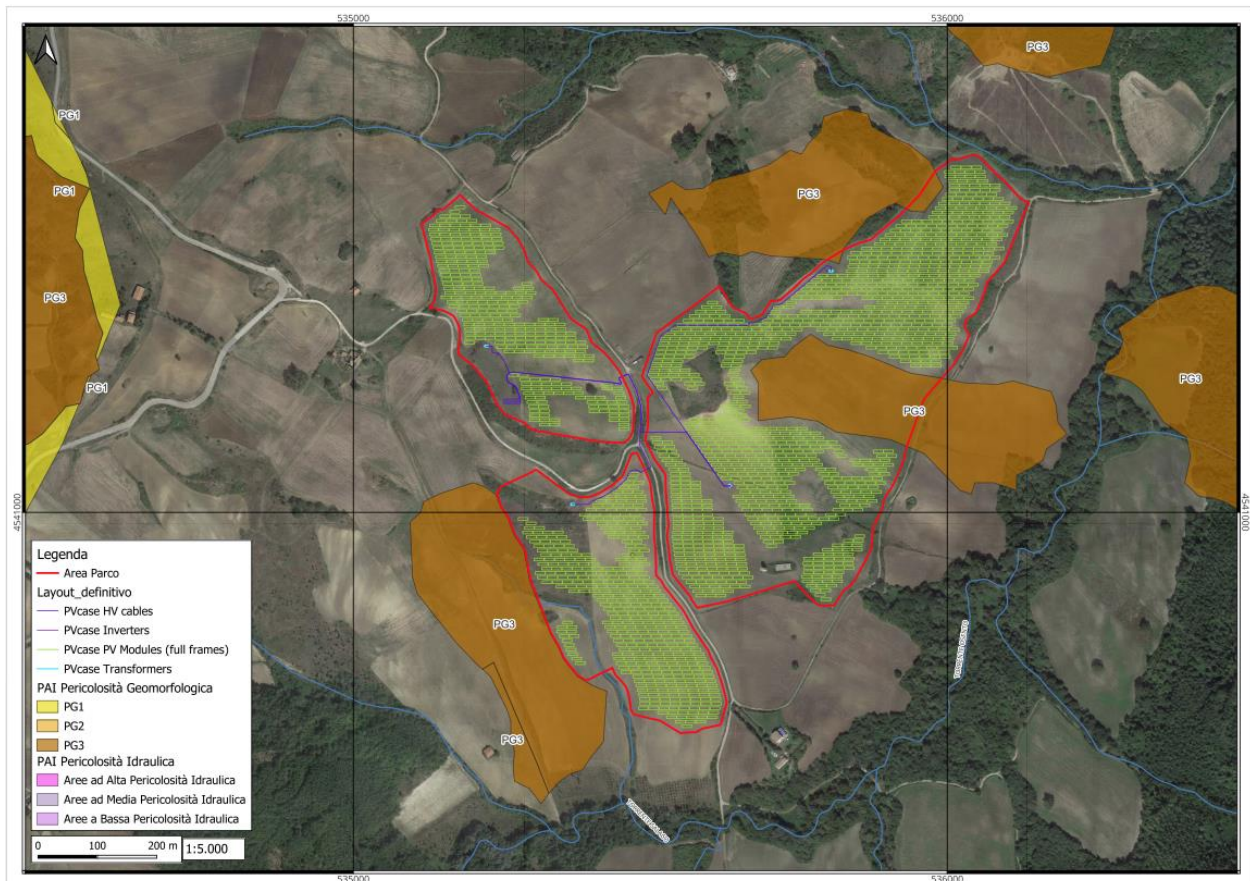 535000
536000
PG3
PG1
PG1
PG3
PG3
PG3
PG1
PG3
4541000
4541000
PG3
PG3
Legenda
Area Parco
Layout_definitivo
PVcase HV cables
PVcase Inverters
PVcase PV Modules (full frames)
PVcase Transformers
PAI Pericolosità Geomorfologica
PG1
PG2
PG3
PAI Pericolosità Idraulica
Aree ad Alta Pericolosità Idraulica
Aree ad Media Pericolosità Idraulica
Aree a Bassa Pericolosità Idraulica
0 100 200 m
1:5.000
535000
536000